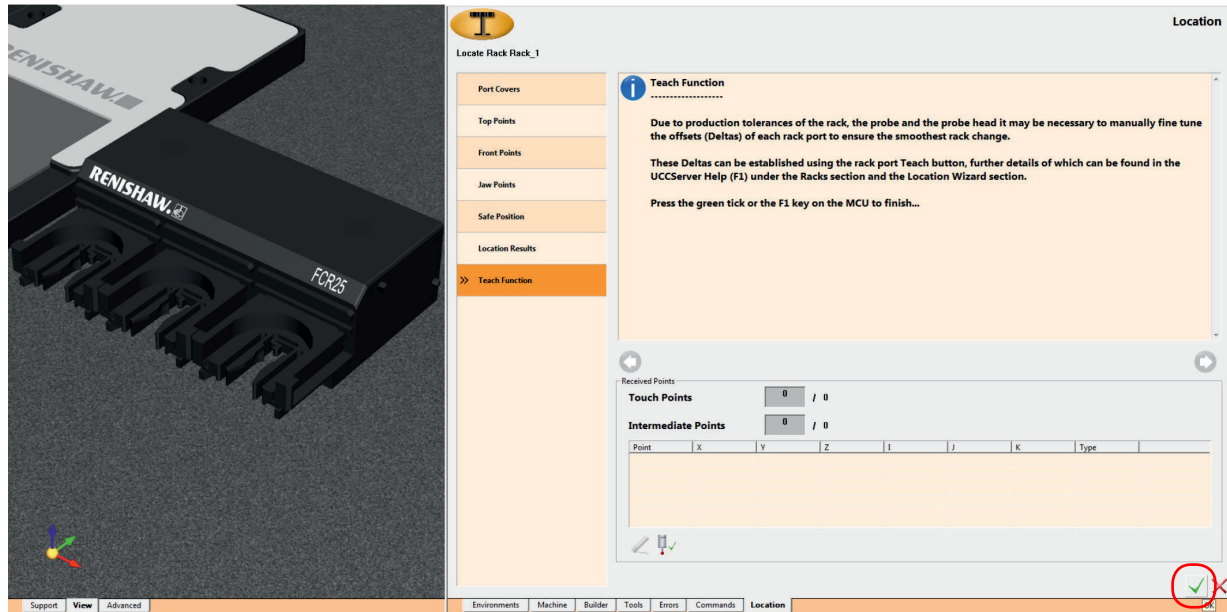 RENISHAW
RENISHAW.
FCR25
Support
View
Advanced
Location
Locate Rack Rack_1
Port Covers
Top Points
Front Points
Jaw Points
Safe Position
Location Results
Teach Function
Teach Function
-------------------
Due to production tolerances of the rack, the probe and the probe head it may be necessary to manually fine tune
the offsets (Deltas) of each rack port to ensure the smoothest rack change.
These Deltas can be established using the rack port Teach button, further details of which can be found in the
UCCServer Help (F1) under the Racks section and the Location Wizard section.
Press the green tick or the F1 key on the MCU to finish...
Received Points
Touch Points 0 / 0
Intermediate Points 0 / 0
Point X Y Z I J K Type
Environments Machine Builder Tools Errors Commands Location